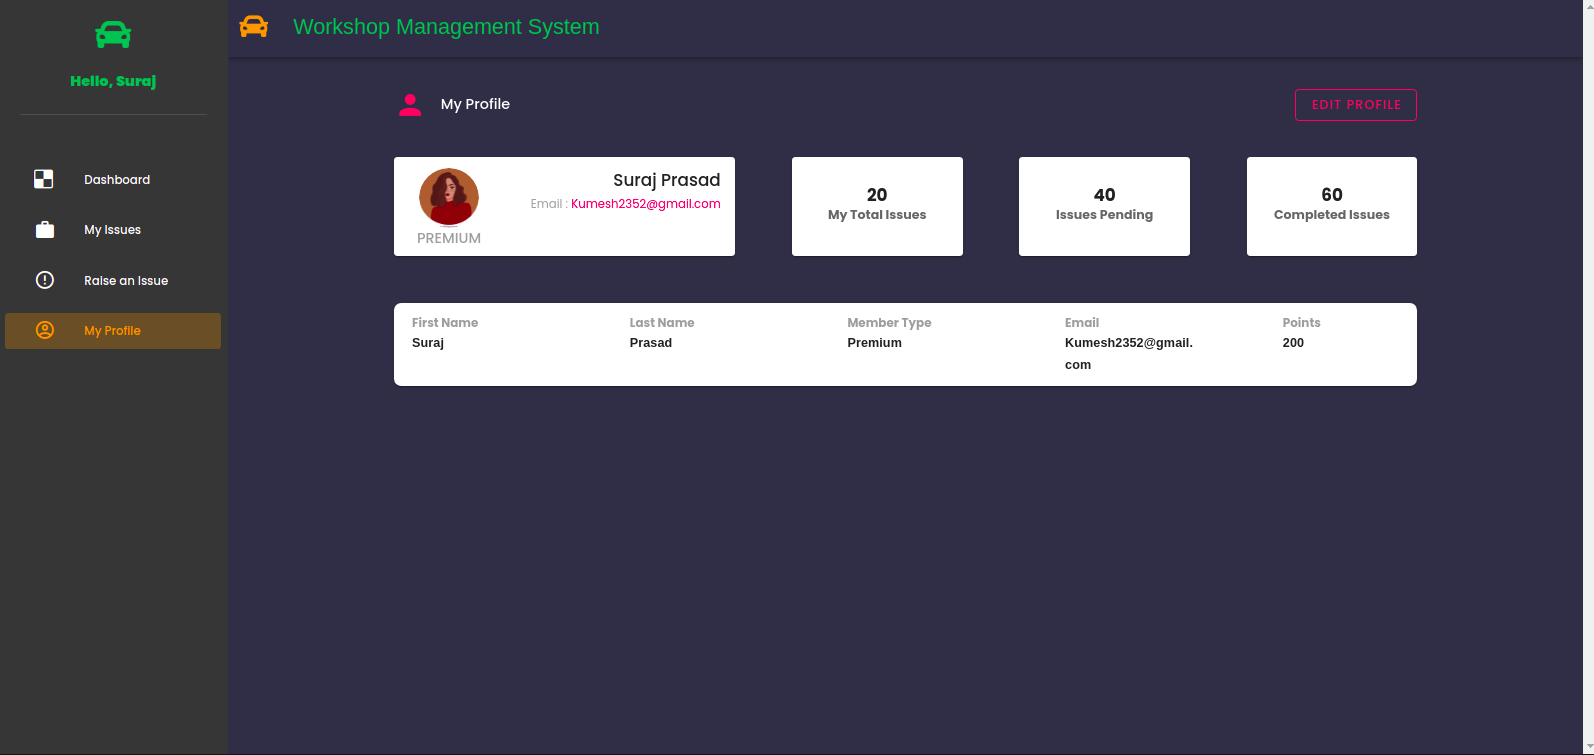 Hello, Suraj
Dashboard
My Issues
Raise an Issue
My Profile
Workshop Management System
My Profile
EDIT PROFILE
Suraj Prasad
Email : Kumesh2352@gmail.com
PREMIUM
20
My Total Issues
40
Issues Pending
60
Completed Issues
First Name
Suraj
Last Name
Prasad
Member Type
Premium
Email
Kumesh2352@gmail.
com
Points
200